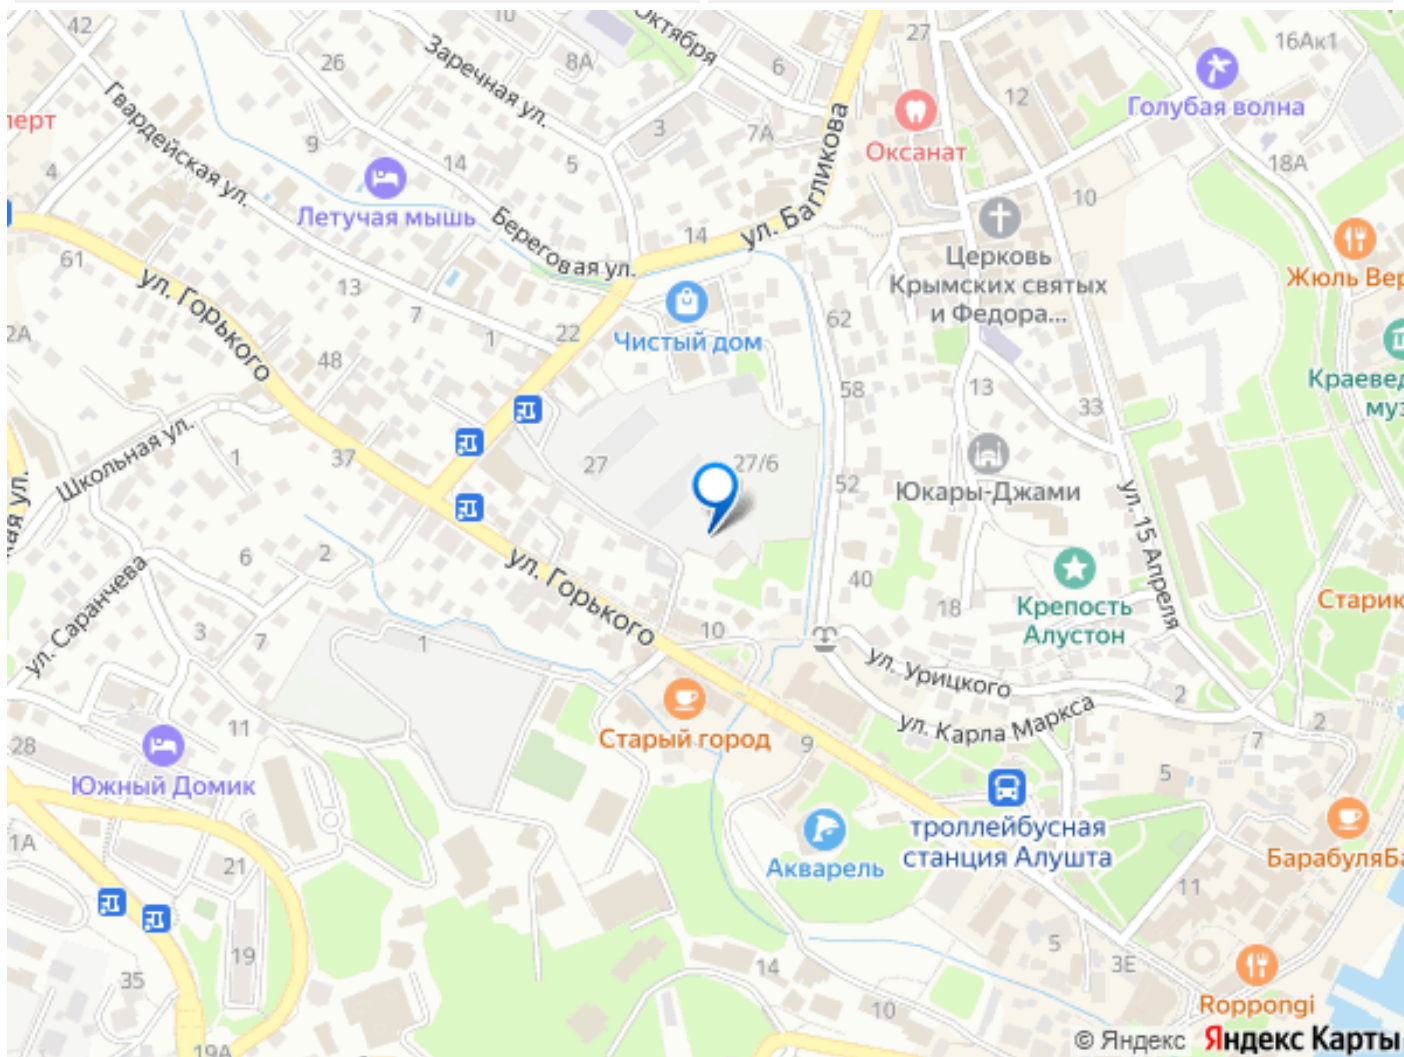 42
10
Октября
27
16Ак1
Заречная ул.
26
8А
6
12
Голубая волна
Гвардейская ул.
3
7А
ул. Багликова
Оксанат
18А
9
14
5
4
10
Летучая мышь
Береговая ул.
14
Церковь
Крымских святых
и Федора...
Жюль Вер
61
ул. Горького
13
7
1
22
Чистый дом
62
2А
48
13
58
33
Краевед
муз
Школьная ул.
1
37
27
27/6
52
Юкары-Джами
ул. 15 Апреля
кая ул.
6
2
ул. Горького
40
18
Крепость
Алустон
Старик
ул. Саранчева
3
7
1
10
ул. Урицкого
2
ул. Карла Маркса
2
11
28
Старый город
9
7
5
Южный Домик
троллейбусная
станция Алушта
1А
21
Акварель
БарабуляБа
11
19
35
14
5
3Е
10
Roppongi
19А
© Яндекс Яндекс Карты